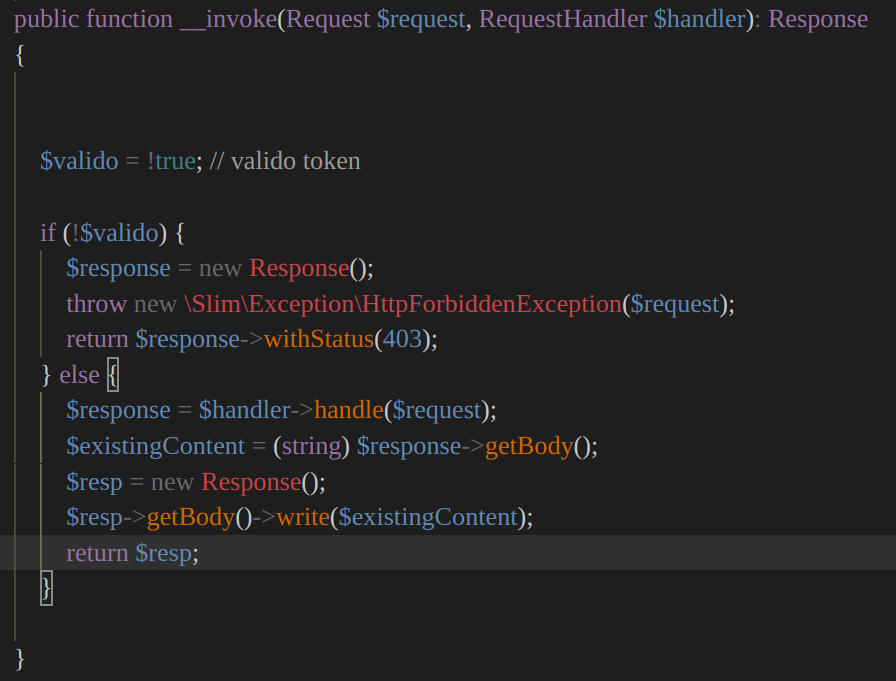 public function __invoke(Request $request, RequestHandler $handler): Response
{
$valido = !true; // valido token
if (!$valido) {
$response = new Response();
throw new \Slim\Exception\HttpForbiddenException($request);
return $response->withStatus(403);
} else {
$response = $handler->handle($request);
$existingContent = (string) $response->getBody();
$resp = new Response();
$resp->getBody()->write($existingContent);
return $resp;
}
}